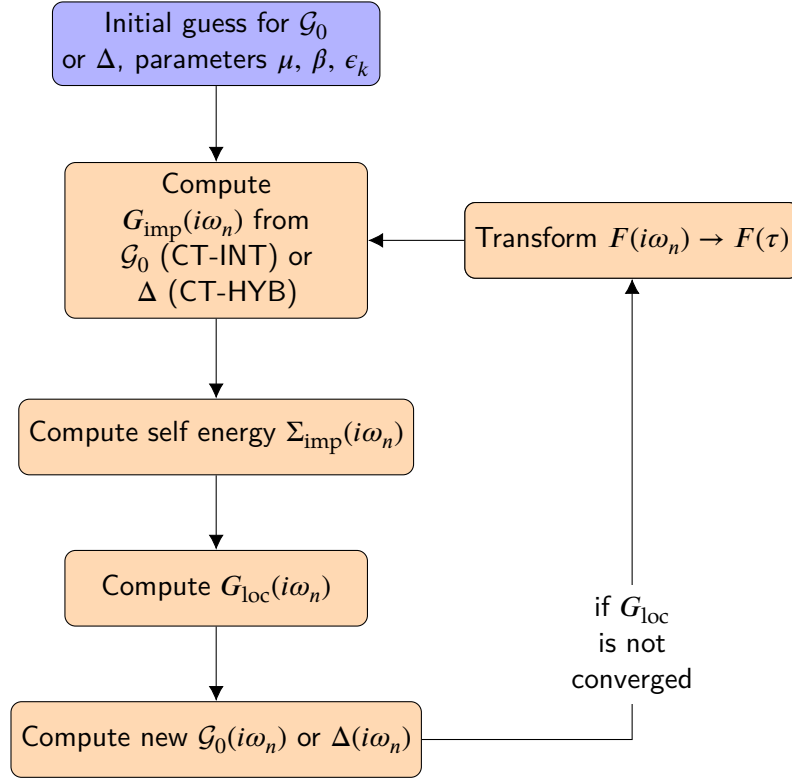 Initial guess for 𝒢₀
or Δ, parameters μ, β, ϵₖ
Compute
G_imp(iω_n) from
𝒢₀ (CT-INT) or
Δ (CT-HYB)
Transform F(iω_n) → F(τ)
Compute self energy Σ_imp(iω_n)
Compute G_loc(iω_n)
if G_loc
is not
converged
Compute new 𝒢₀(iω_n) or Δ(iω_n)